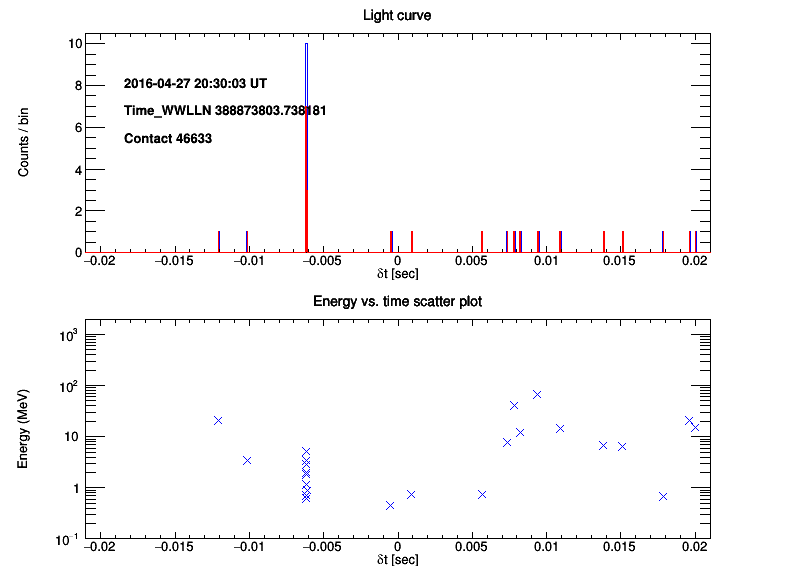 Light curve
Counts / bin
10
8
6
4
2
0
2016-04-27 20:30:03 UT
Time_WWLLN 388873803.738181
Contact 46633
−0.02 −0.015 −0.01 −0.005 0 0.005 0.01 0.015 0.02
δt [sec]
Energy vs. time scatter plot
Energy (MeV)
10³
10²
10
1
10⁻¹
−0.02 −0.015 −0.01 −0.005 0 0.005 0.01 0.015 0.02
δt [sec]